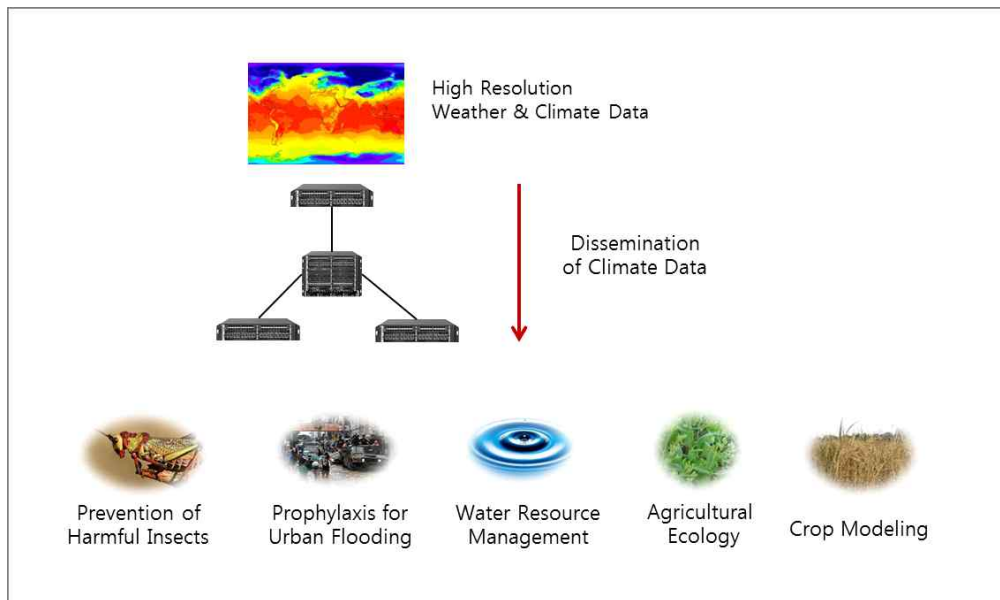 High Resolution
Weather & Climate Data
Dissemination
of Climate Data
Prevention of
Harmful Insects
Prophylaxis for
Urban Flooding
Water Resource
Management
Agricultural
Ecology
Crop Modeling